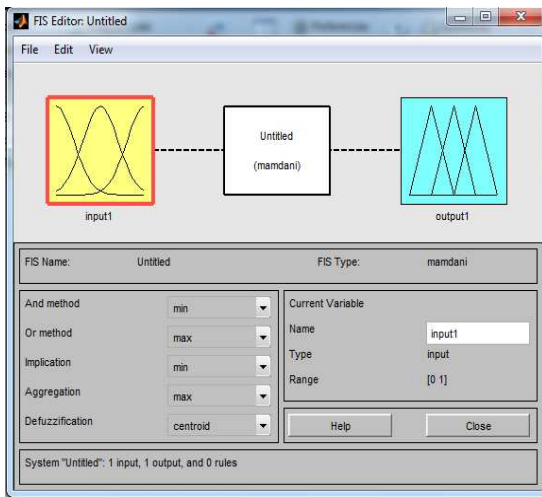 FIS Editor: Untitled
File Edit View
Untitled
(mamdani)
input1
output1
FIS Name: Untitled FIS Type: mamdani
And method min
Or method max
Implication min
Aggregation max
Defuzzification centroid
Current Variable
Name input1
Type input
Range [0 1]
Help Close
System "Untitled": 1 input, 1 output, and 0 rules